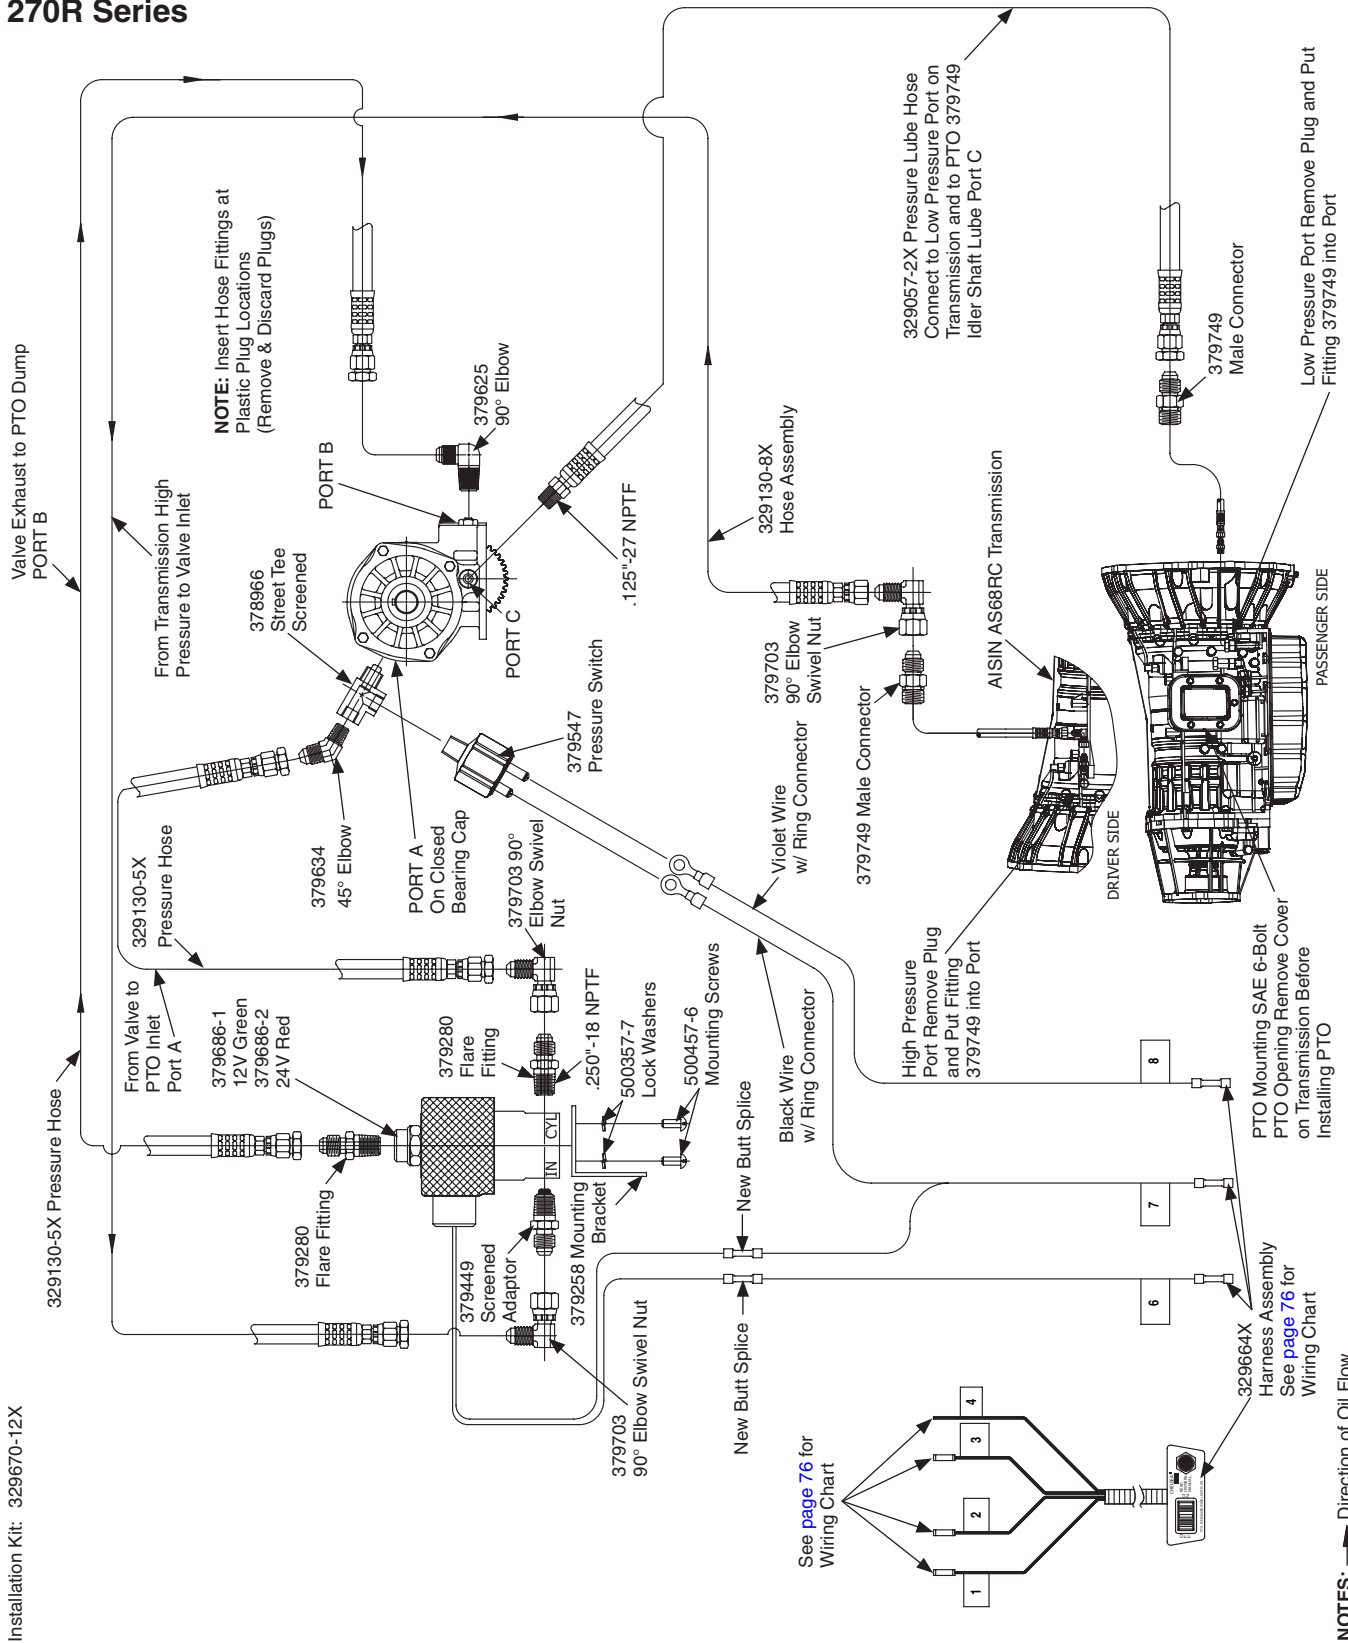 270R Series
Installation Kit:   329670-12X
Valve Exhaust to PTO Dump
PORT B
329130-5X Pressure Hose
From Transmission High
Pressure to Valve Inlet
NOTE: Insert Hose Fittings at
Plastic Plug Locations
(Remove & Discard Plugs)
From Valve to
PTO Inlet
Port A
329130-5X
Pressure Hose
378966
Street Tee
Screened
PORT B
379625
90° Elbow
379686-1
12V Green
379686-2
24V Red
379634
45° Elbow
PORT A
On Closed
Bearing Cap
PORT C
.125"-27 NPTF
379280
Flare Fitting
379280
Flare
Fitting
379703 90°
Elbow Swivel
Nut
379547
Pressure Switch
.250"-18 NPTF
500357-7
Lock Washers
500457-6
Mounting Screws
IN
CYL
379449
Screened
Adaptor
379258 Mounting
Bracket
379703
90° Elbow Swivel Nut
New Butt Splice
New Butt Splice
Black Wire
w/ Ring Connector
Violet Wire
w/ Ring Connector
329130-8X
Hose Assembly
379703
90° Elbow
Swivel Nut
379749 Male Connector
329057-2X Pressure Lube Hose
Connect to Low Pressure Port on
Transmission and to PTO 379749
Idler Shaft Lube Port C
AISIN AS68RC Transmission
High Pressure
Port Remove Plug
and Put Fitting
379749 into Port
DRIVER SIDE
379749
Male Connector
Low Pressure Port Remove Plug and Put
Fitting 379749 into Port
PASSENGER SIDE
PTO Mounting SAE 6-Bolt
PTO Opening Remove Cover
on Transmission Before
Installing PTO
8
7
6
See page 76 for
Wiring Chart
4
3
2
1
329664X
Harness Assembly
See page 76 for
Wiring Chart
NOTES:
Direction of Oil Flow